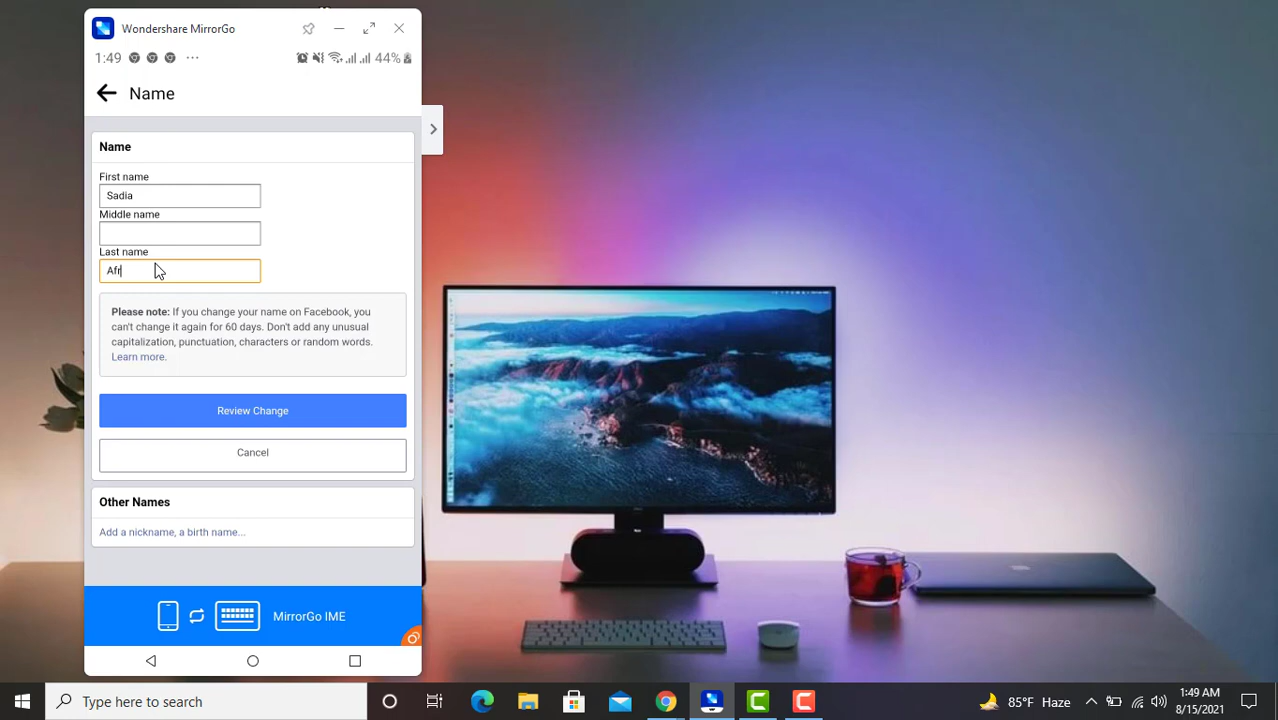 Wondershare MirrorGo
1:49
44%
Name
Name
First name
Sadia
Middle name
Last name
Afr
Please note: If you change your name on Facebook, you
can't change it again for 60 days. Don't add any unusual
capitalization, punctuation, characters or random words.
Learn more.
Review Change
Cancel
Other Names
Add a nickname, a birth name...
MirrorGo IME
Type here to search
85°F Haze
1:49 AM
8/15/2021